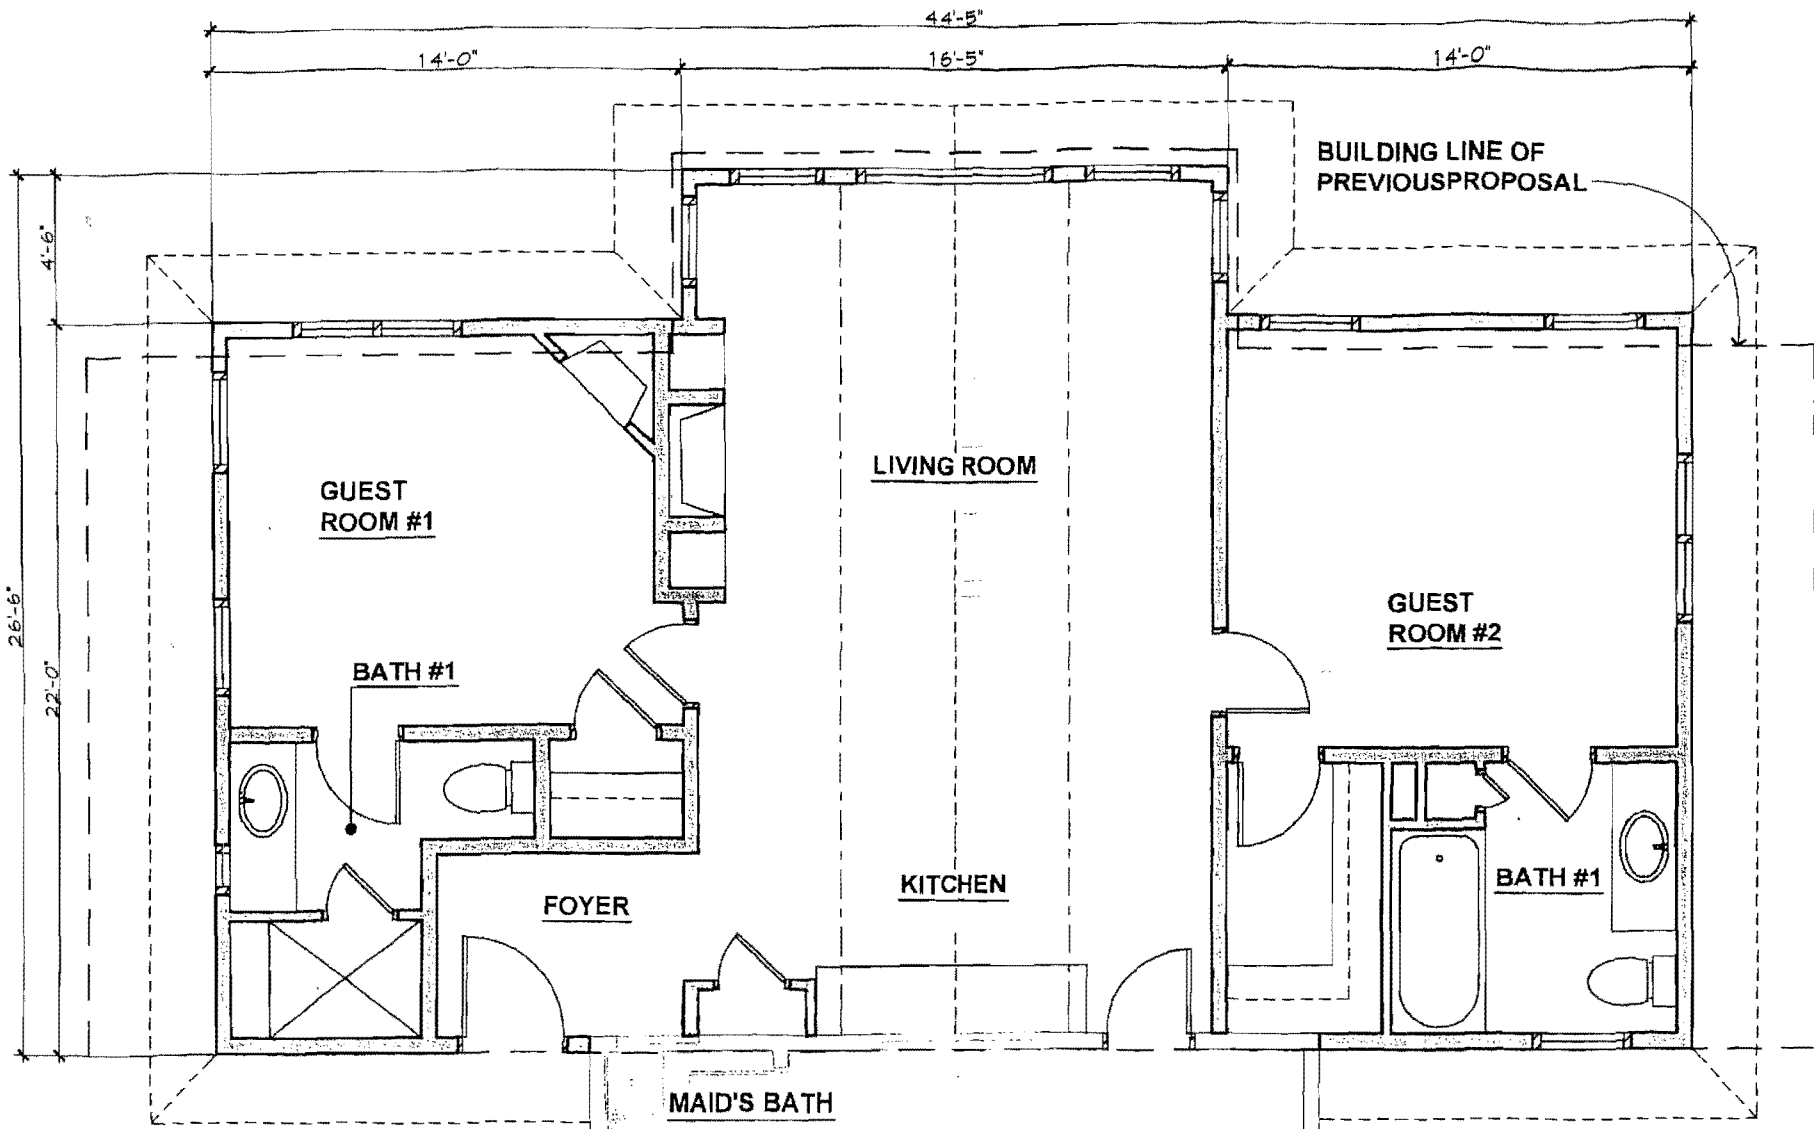 44'-5"
14'-0"
16'-5"
14'-0"
BUILDING LINE OF
PREVIOUSPROPOSAL
4'-6"
26'-6"
22'-0"
LIVING ROOM
GUEST
ROOM #1
GUEST
ROOM #2
BATH #1
KITCHEN
BATH #1
FOYER
MAID'S BATH